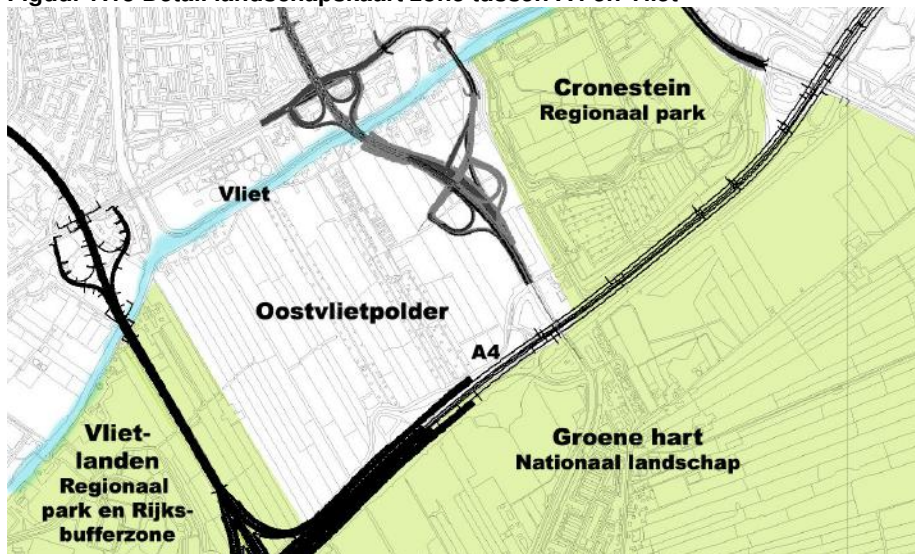 Cronestein
Regionaal park
Vliet
Oostvlietpolder
A4
Vliet-
landen
Regionaal
park en Rijks-
bufferzone
Groene hart
Nationaal landschap